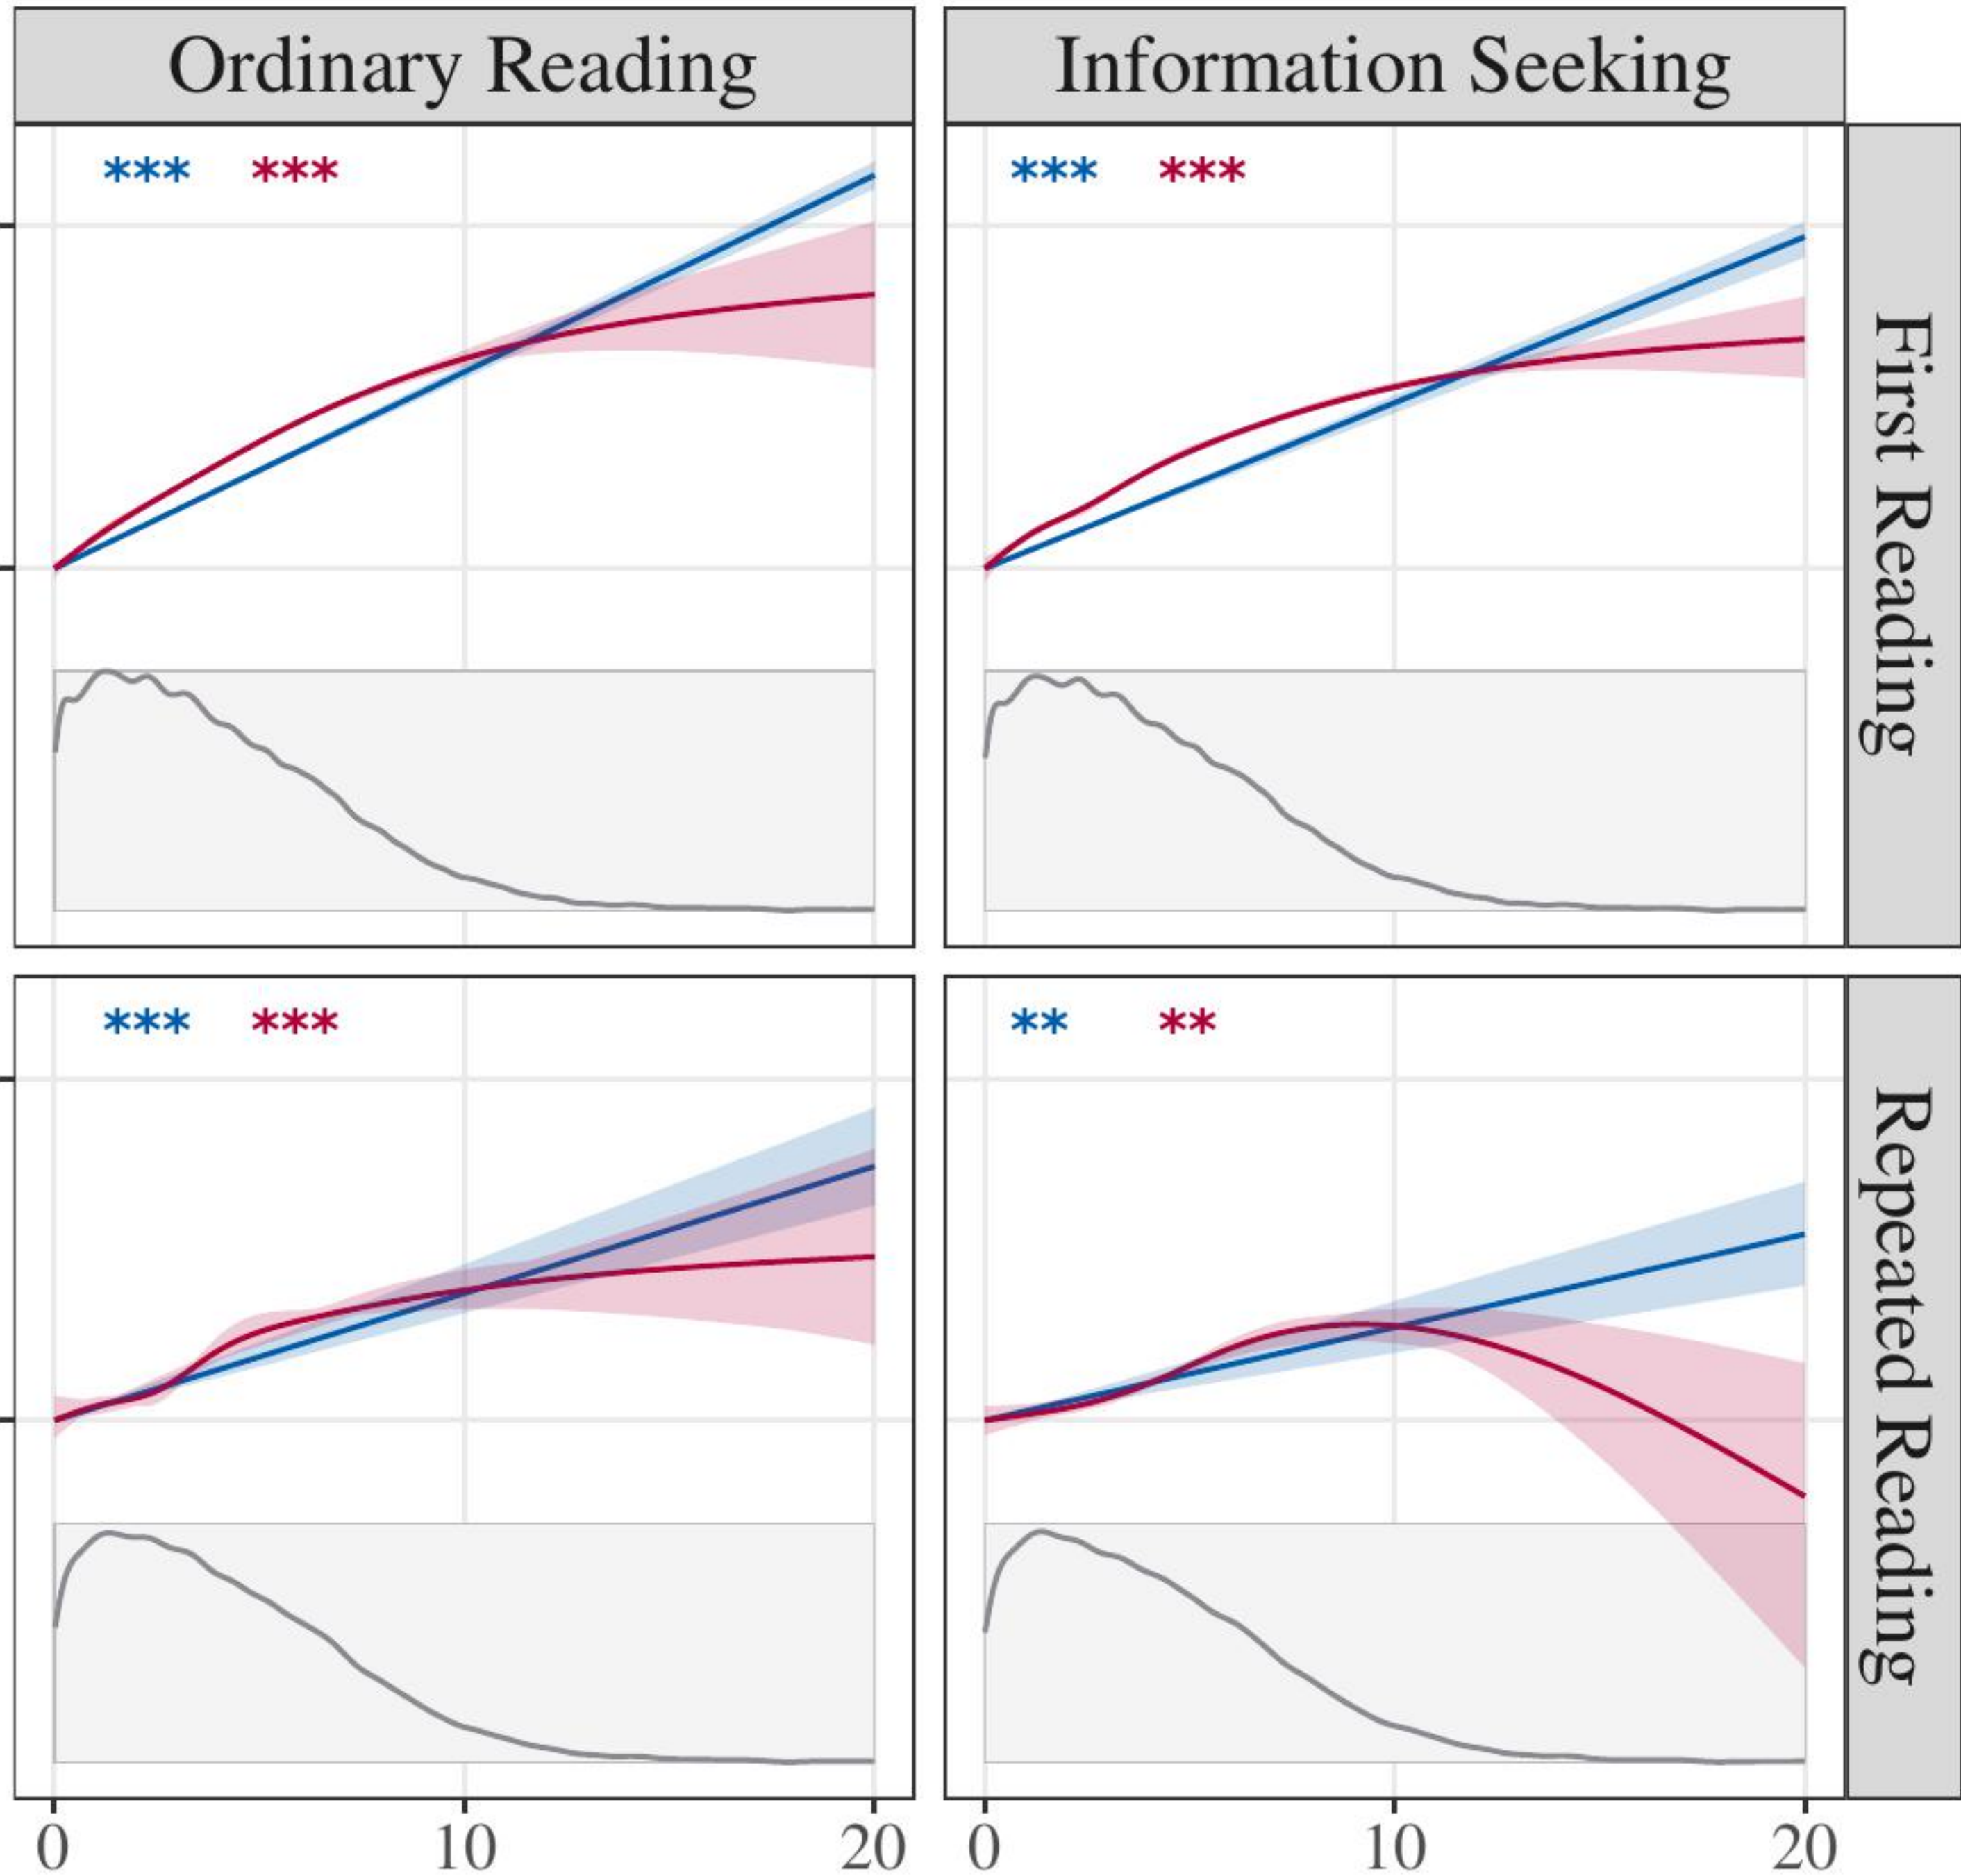 Ordinary Reading
Information Seeking
*** ***
*** ***
First Reading
*** ***
** **
Repeated Reading
0 10 20
0 10 20